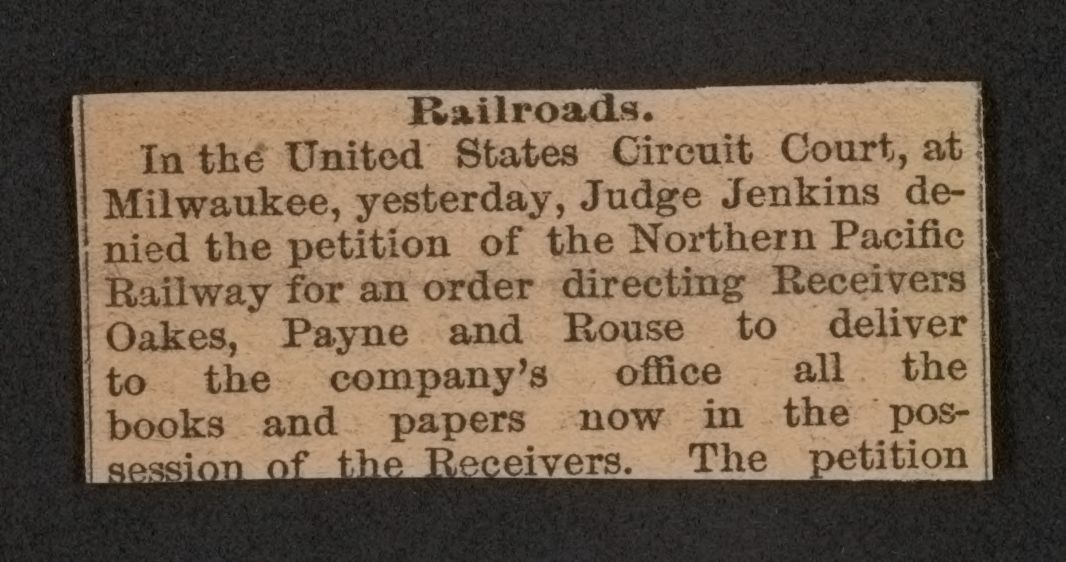 Railroads.
In the United States Circuit Court, at
Milwaukee, yesterday, Judge Jenkins de-
nied the petition of the Northern Pacific
Railway for an order directing Receivers
Oakes, Payne and Rouse to deliver
to the company's office all the
books and papers now in the pos-
session of the Receivers. The petition